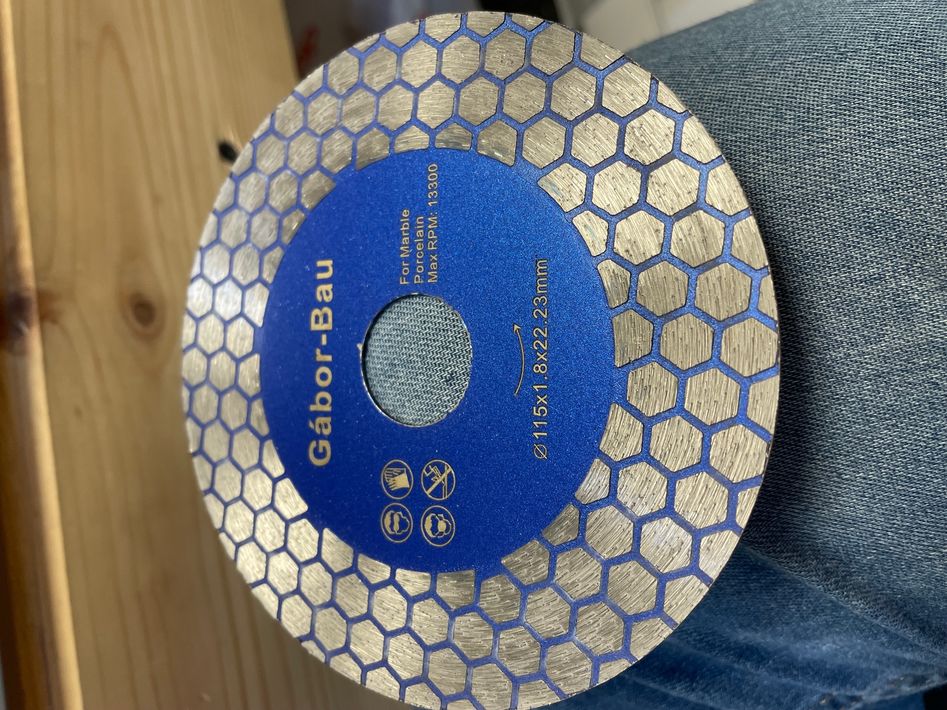 Gábor-Bau
For Marble
Porcelain
Max RPM: 13300
Ø115x1.8x22.23mm